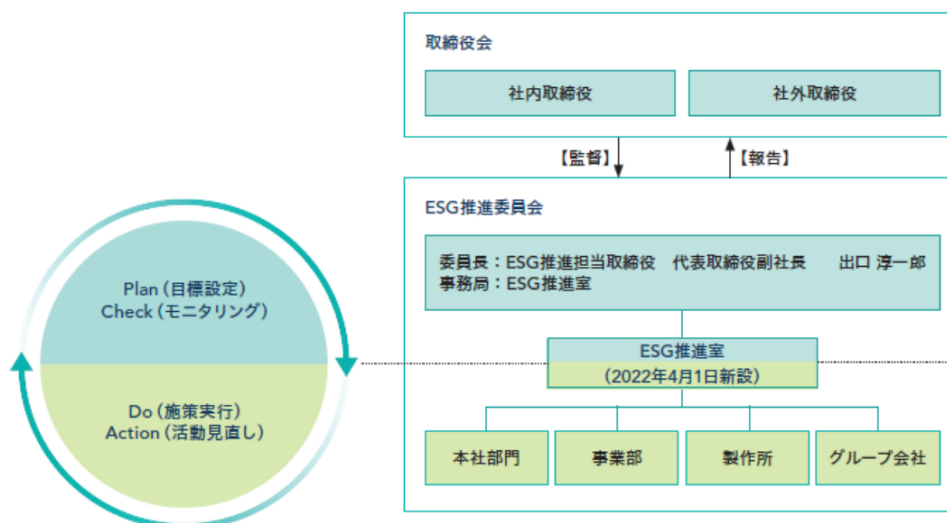 取締役会
社内取締役
社外取締役
【監督】
【報告】
ESG推進委員会
委員長：ESG推進担当取締役　代表取締役副社長　　出口 淳一郎
事務局：ESG推進室
Plan（目標設定）
Check（モニタリング）
ESG推進室
（2022年4月1日新設）
Do（施策実行）
Action（活動見直し）
本社部門
事業部
製作所
グループ会社